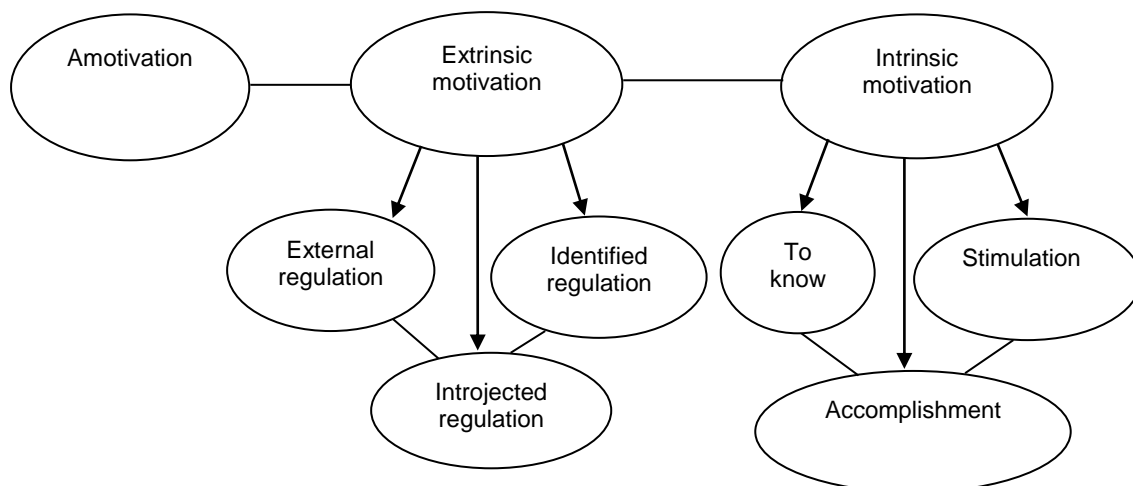 Amotivation
Extrinsic
motivation
Intrinsic
motivation
External
regulation
Identified
regulation
To
know
Stimulation
Introjected
regulation
Accomplishment